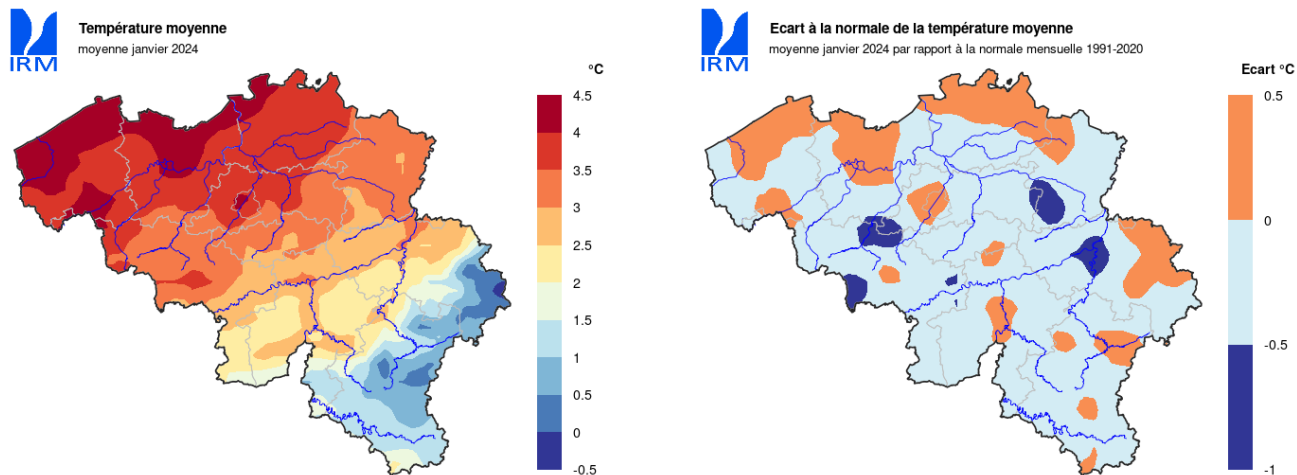 IRM
Température moyenne
moyenne janvier 2024
°C
4.5
4
3.5
3
2.5
2
1.5
1
0.5
0
-0.5
IRM
Ecart à la normale de la température moyenne
moyenne janvier 2024 par rapport à la normale mensuelle 1991-2020
Ecart °C
0.5
0
-0.5
-1